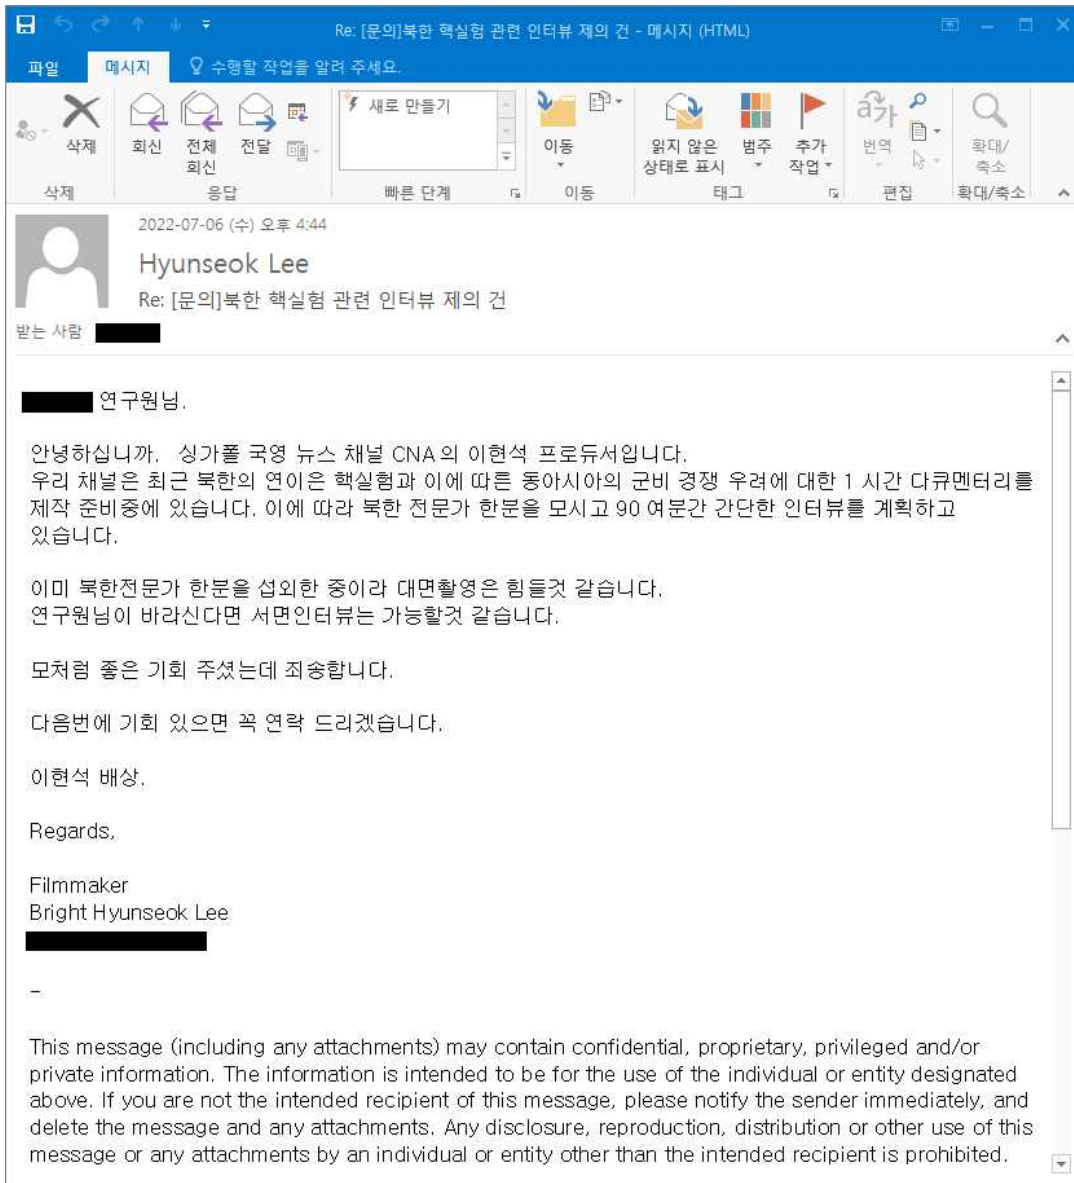 Re: [문의]북한 핵실험 관련 인터뷰 제의 건 - 메시지 (HTML)
파일 메시지 수행할 작업을 알려 주세요.
삭제
회신 전체 회신 전달
새로 만들기
이동
읽지 않은 상태로 표시 범주 추가 작업
번역
확대/축소
삭제 응답 빠른 단계 이동 태그 편집 확대/축소
2022-07-06 (수) 오후 4:44
Hyunseok Lee
Re: [문의]북한 핵실험 관련 인터뷰 제의 건
받는 사람
연구원님.
안녕하십니까. 싱가폴 국영 뉴스 채널 CNA의 이현석 프로듀서입니다.
우리 채널은 최근 북한의 연이은 핵실험과 이에 따른 동아시아의 군비 경쟁 우려에 대한 1 시간 다큐멘터리를
제작 준비중에 있습니다. 이에 따라 북한 전문가 한분을 모시고 90 여분간 간단한 인터뷰를 계획하고
있습니다.
이미 북한전문가 한분을 섭외한 중이라 대면촬영은 힘들것 같습니다.
연구원님이 바라신다면 서면인터뷰는 가능할것 같습니다.
모처럼 좋은 기회 주셨는데 죄송합니다.
다음번에 기회 있으면 꼭 연락 드리겠습니다.
이현석 배상.
Regards,
Filmmaker
Bright Hyunseok Lee
–
This message (including any attachments) may contain confidential, proprietary, privileged and/or
private information. The information is intended to be for the use of the individual or entity designated
above. If you are not the intended recipient of this message, please notify the sender immediately, and
delete the message and any attachments. Any disclosure, reproduction, distribution or other use of this
message or any attachments by an individual or entity other than the intended recipient is prohibited.